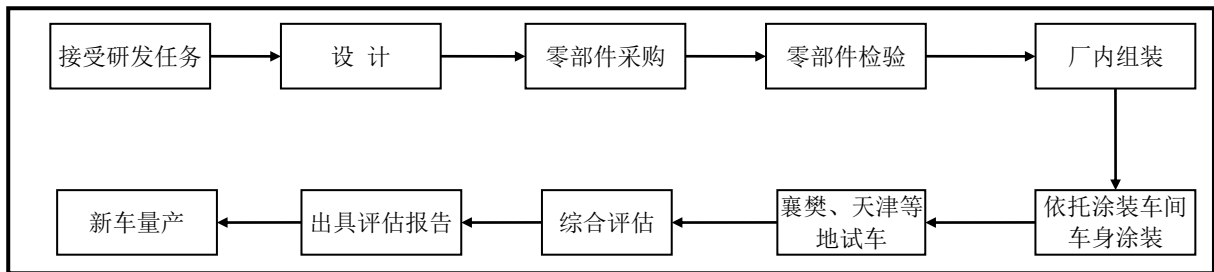 接受研发任务
设 计
零部件采购
零部件检验
厂内组装
依托涂装车间
车身涂装
襄樊、天津等
地试车
综合评估
出具评估报告
新车量产